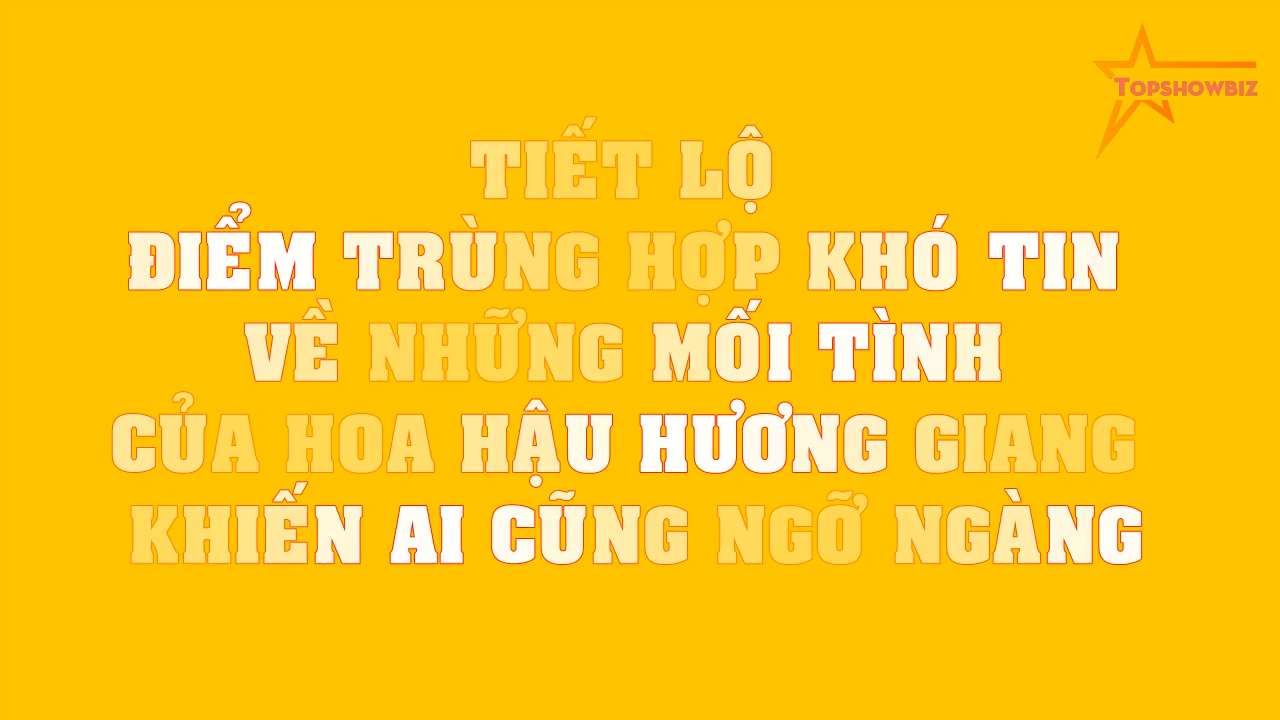 TOPSHOWBIZ
TIẾT LỘ
ĐIỂM TRÙNG HỢP KHÓ TIN
VỀ NHỮNG MỐI TÌNH
CỦA HOA HẬU HƯƠNG GIANG
KHIẾN AI CŨNG NGỠ NGÀNG